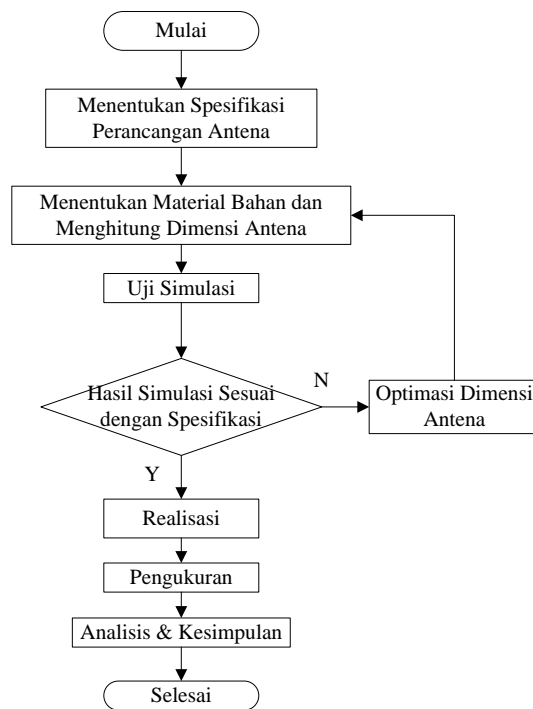 Mulai
Menentukan Spesifikasi
Perancangan Antena
Menentukan Material Bahan dan
Menghitung Dimensi Antena
Uji Simulasi
Hasil Simulasi Sesuai
dengan Spesifikasi
N
Optimasi Dimensi
Antena
Y
Realisasi
Pengukuran
Analisis & Kesimpulan
Selesai